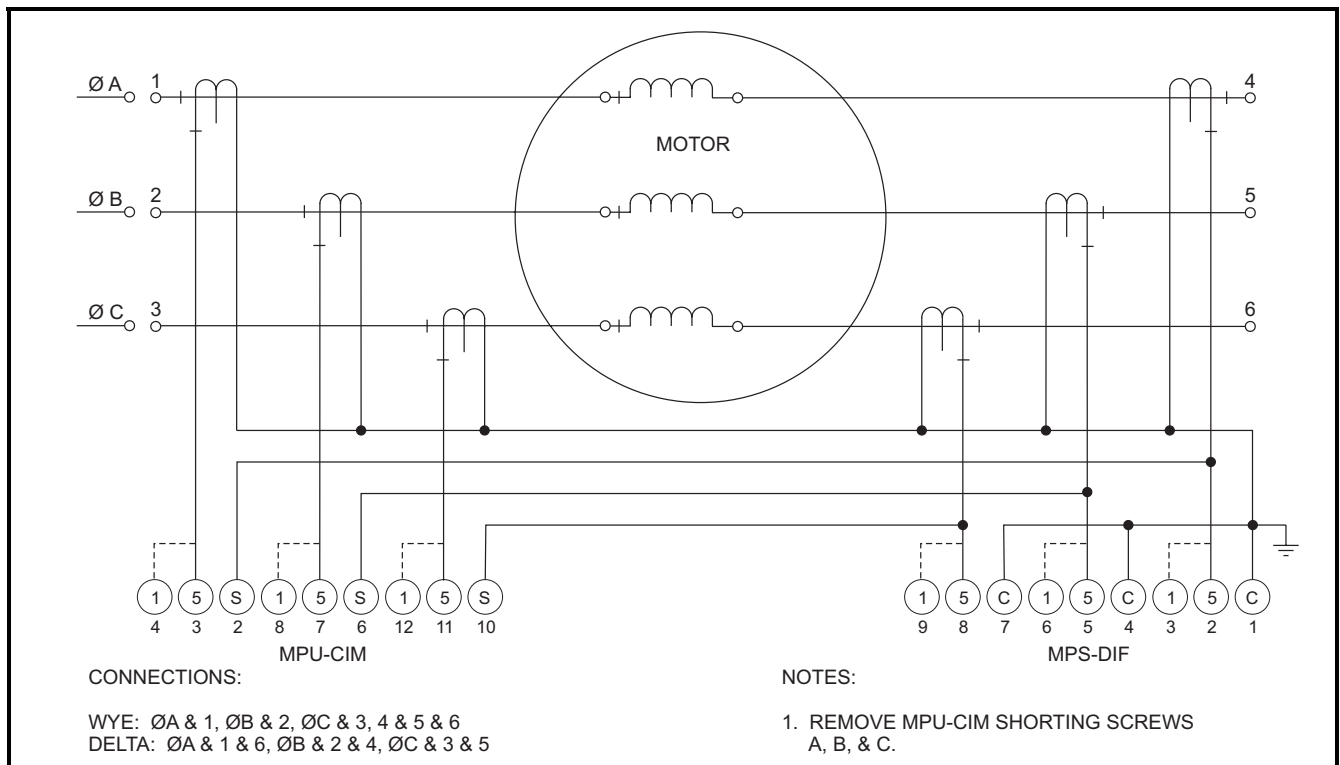 Ø A 1 4
MOTOR
Ø B 2 5
Ø C 3 6
1 5 S 1 5 S 1 5 S 1 5 C 1 5 C 1 5 C
4 3 2 8 7 6 12 11 10 9 8 7 6 5 4 3 2 1
MPU-CIM MPS-DIF
CONNECTIONS:
WYE: ØA & 1, ØB & 2, ØC & 3, 4 & 5 & 6
DELTA: ØA & 1 & 6, ØB & 2 & 4, ØC & 3 & 5
NOTES:
1. REMOVE MPU-CIM SHORTING SCREWS
A, B, & C.